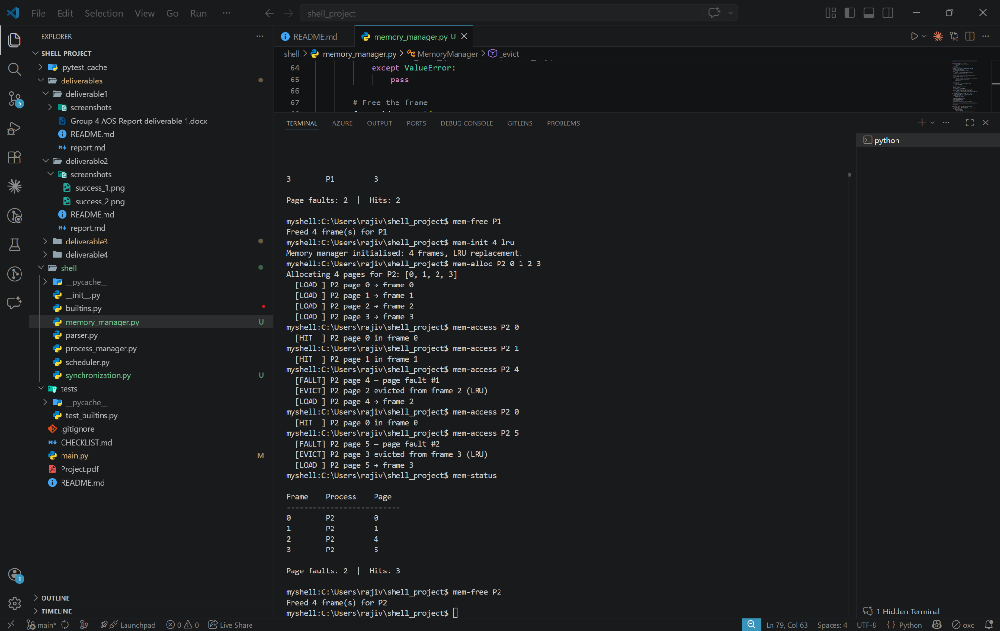 File Edit Selection View Go Run ··· shell_project
EXPLORER ···
SHELL_PROJECT
.pytest_cache
deliverables
deliverable1
screenshots
Group 4 AOS Report deliverable 1.docx
README.md
report.md
deliverable2
screenshots
success_1.png
success_2.png
README.md
report.md
deliverable3
deliverable4
shell
__pycache__
__init__.py
builtins.py
memory_manager.py U
parser.py
process_manager.py
scheduler.py
synchronization.py U
tests
__pycache__
test_builtins.py
.gitignore
CHECKLIST.md
main.py M
Project.pdf
README.md
OUTLINE
TIMELINE
5
1
README.md memory_manager.py U
shell > memory_manager.py > MemoryManager > _evict
64 except ValueError:
65 pass
66
67 # Free the frame
TERMINAL AZURE OUTPUT PORTS DEBUG CONSOLE GITLENS PROBLEMS
3 P1 3
Page faults: 2 | Hits: 2
myshell:C:\Users\rajiv\shell_project$ mem-free P1
Freed 4 frame(s) for P1
myshell:C:\Users\rajiv\shell_project$ mem-init 4 lru
Memory manager initialised: 4 frames, LRU replacement.
myshell:C:\Users\rajiv\shell_project$ mem-alloc P2 0 1 2 3
Allocating 4 pages for P2: [0, 1, 2, 3]
[LOAD ] P2 page 0 → frame 0
[LOAD ] P2 page 1 → frame 1
[LOAD ] P2 page 2 → frame 2
[LOAD ] P2 page 3 → frame 3
myshell:C:\Users\rajiv\shell_project$ mem-access P2 0
[HIT  ] P2 page 0 in frame 0
myshell:C:\Users\rajiv\shell_project$ mem-access P2 1
[HIT  ] P2 page 1 in frame 1
myshell:C:\Users\rajiv\shell_project$ mem-access P2 4
[FAULT] P2 page 4 — page fault #1
[EVICT] P2 page 2 evicted from frame 2 (LRU)
[LOAD ] P2 page 4 → frame 2
myshell:C:\Users\rajiv\shell_project$ mem-access P2 0
[HIT  ] P2 page 0 in frame 0
myshell:C:\Users\rajiv\shell_project$ mem-access P2 5
[FAULT] P2 page 5 — page fault #2
[EVICT] P2 page 3 evicted from frame 3 (LRU)
[LOAD ] P2 page 5 → frame 3
myshell:C:\Users\rajiv\shell_project$ mem-status
Frame Process Page
--------------------------
0 P2 0
1 P2 1
2 P2 4
3 P2 5
Page faults: 2 | Hits: 3
myshell:C:\Users\rajiv\shell_project$ mem-free P2
Freed 4 frame(s) for P2
myshell:C:\Users\rajiv\shell_project$
python
1 Hidden Terminal
main* Launchpad 0 0 Live Share Ln 79, Col 63 Spaces: 4 UTF-8 {} Python oxc